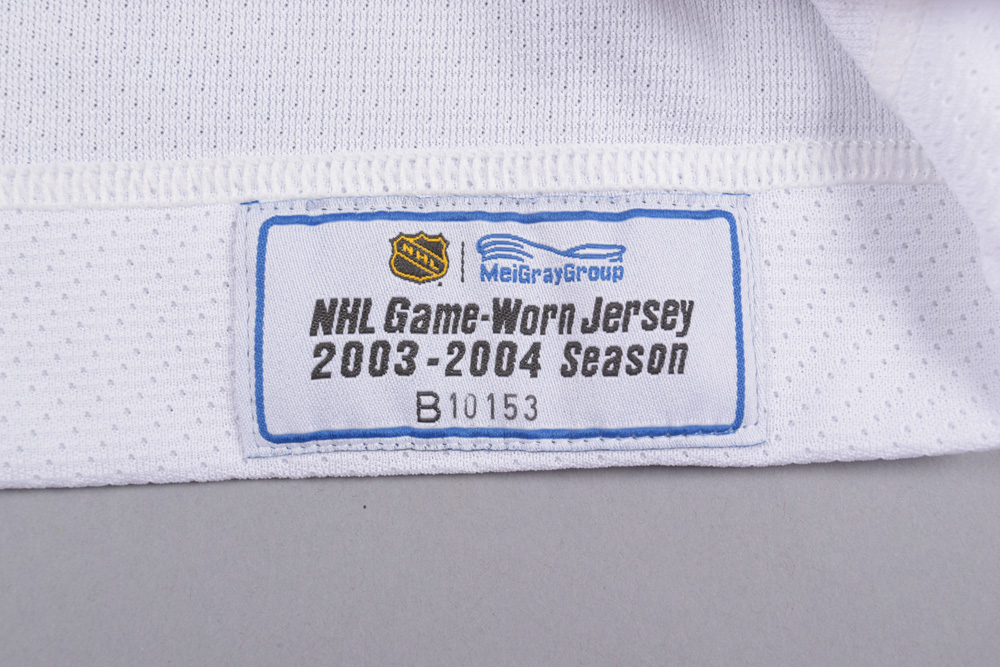 NHL
MeiGrayGroup
NHL Game-Worn Jersey
2003-2004 Season
B10153